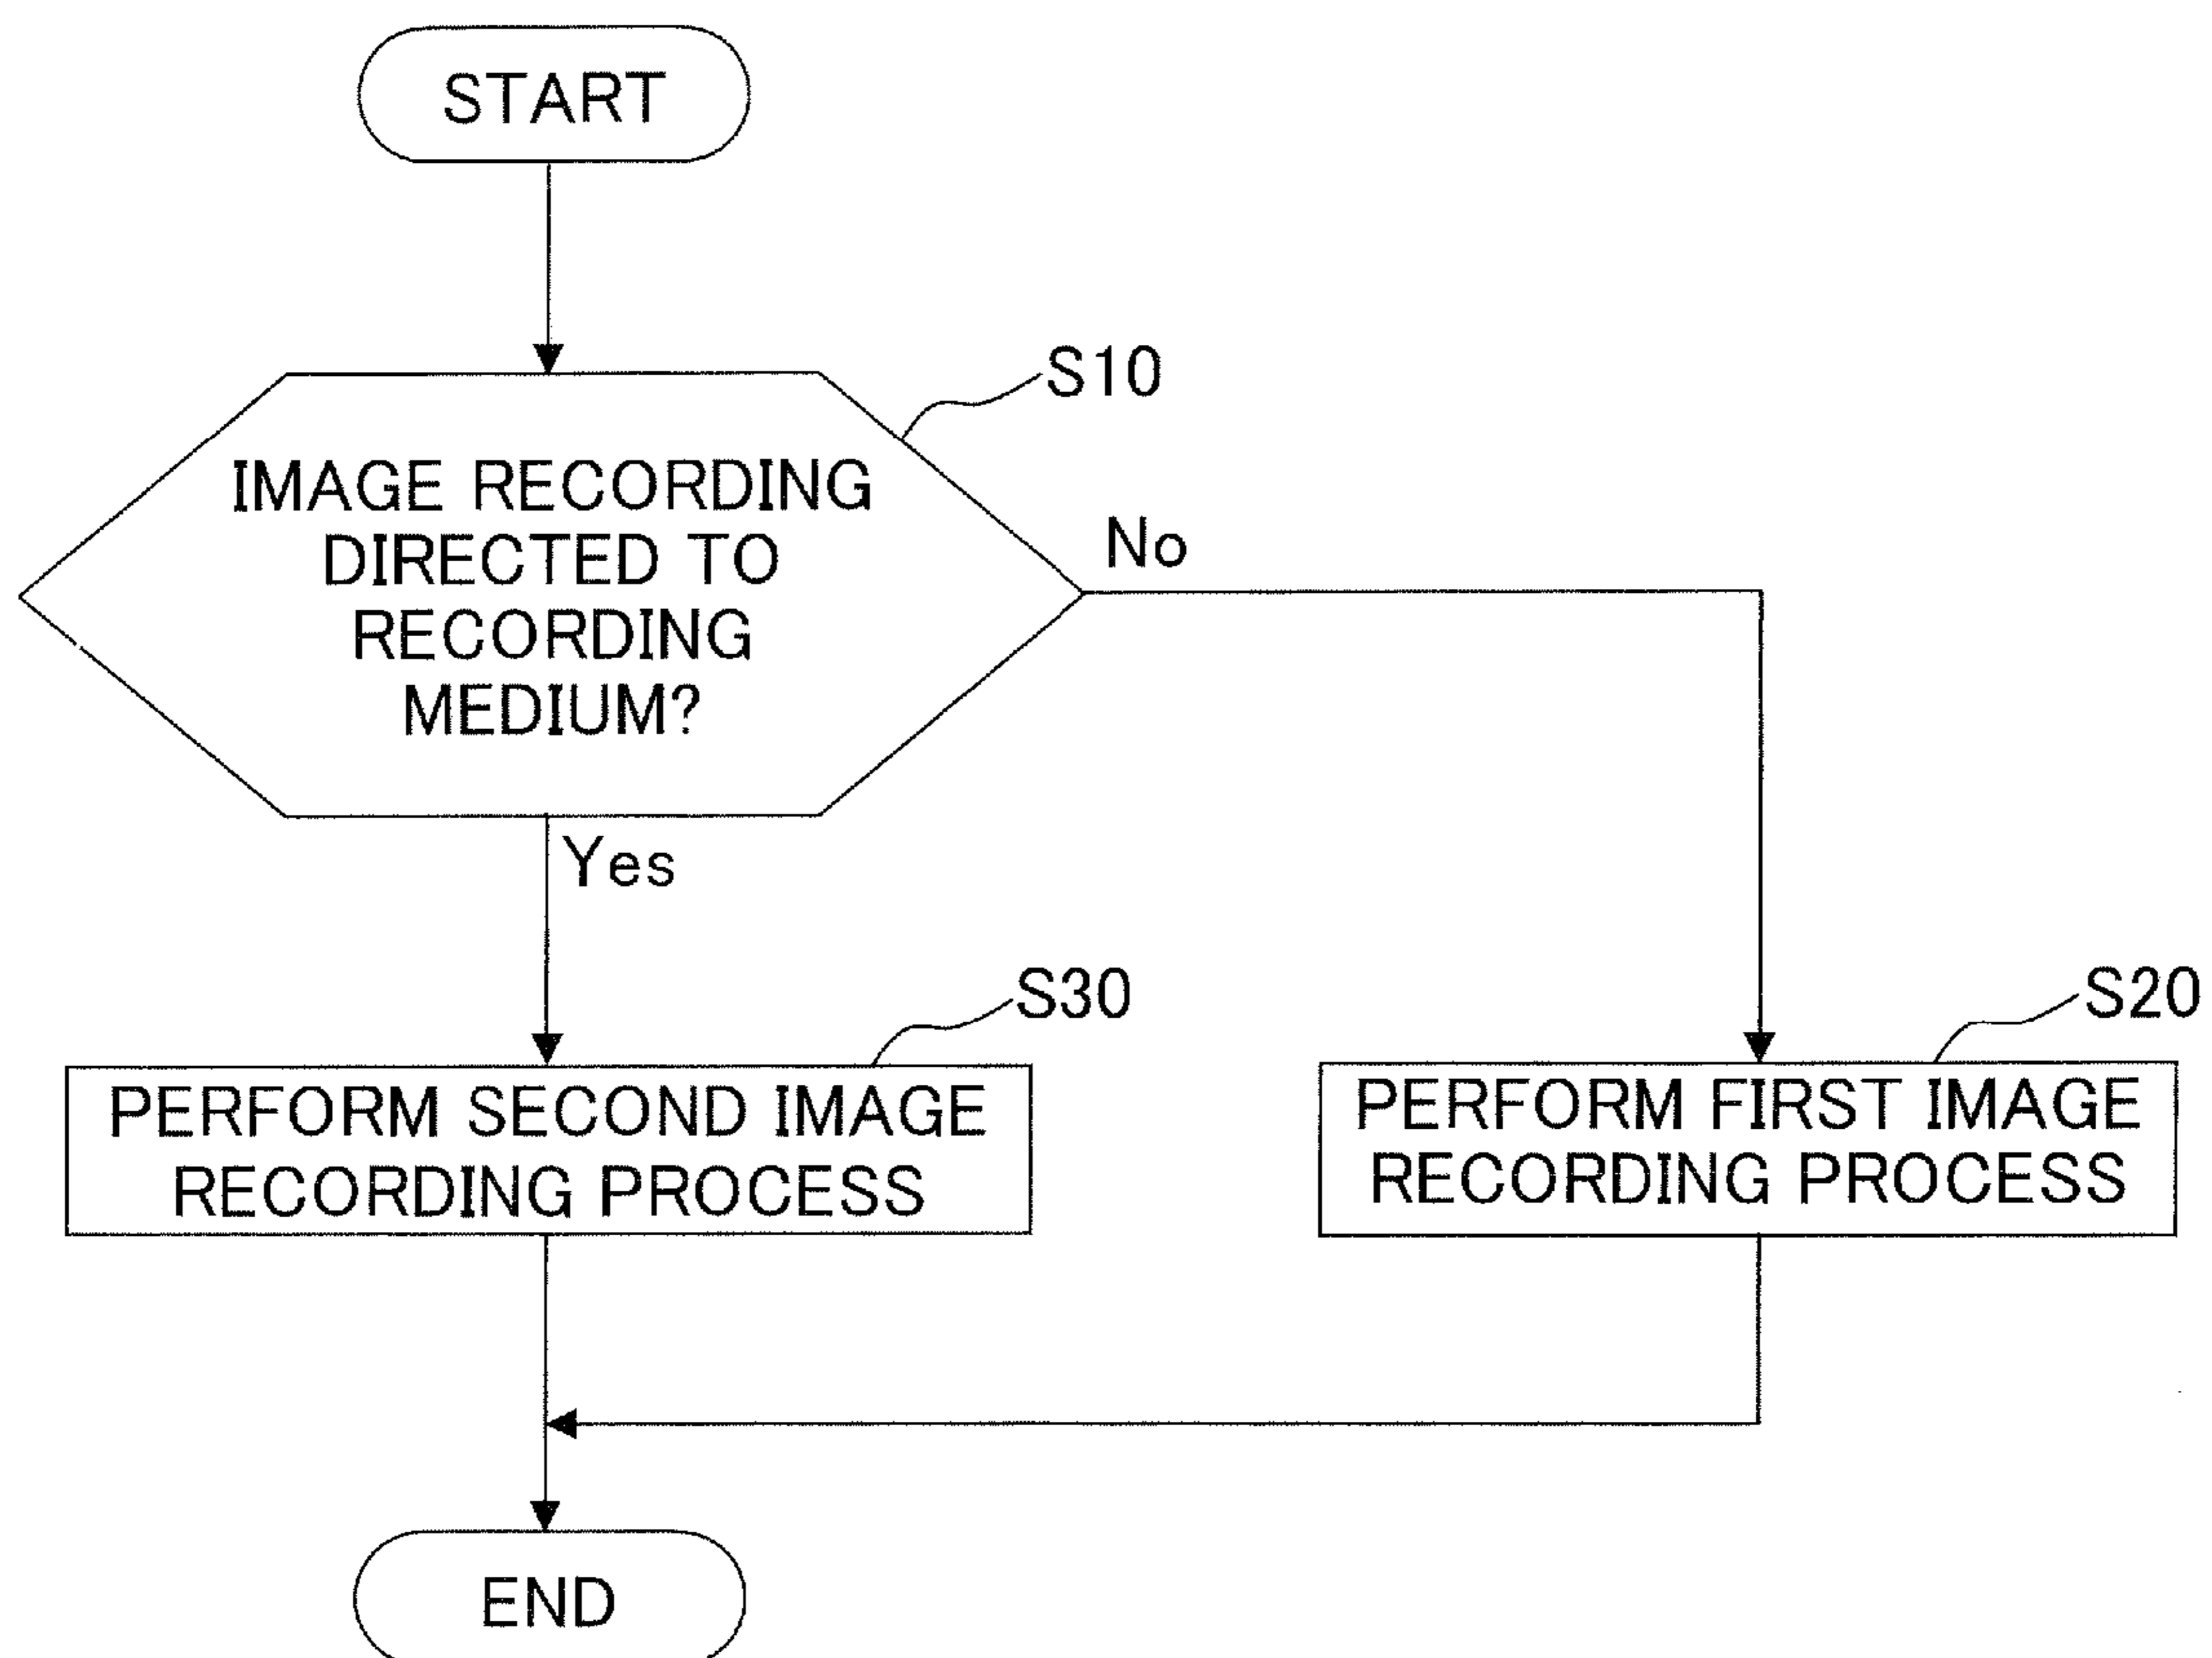 START
S10
IMAGE RECORDING
DIRECTED TO
RECORDING
MEDIUM?
No
Yes
S30
PERFORM SECOND IMAGE
RECORDING PROCESS
S20
PERFORM FIRST IMAGE
RECORDING PROCESS
END